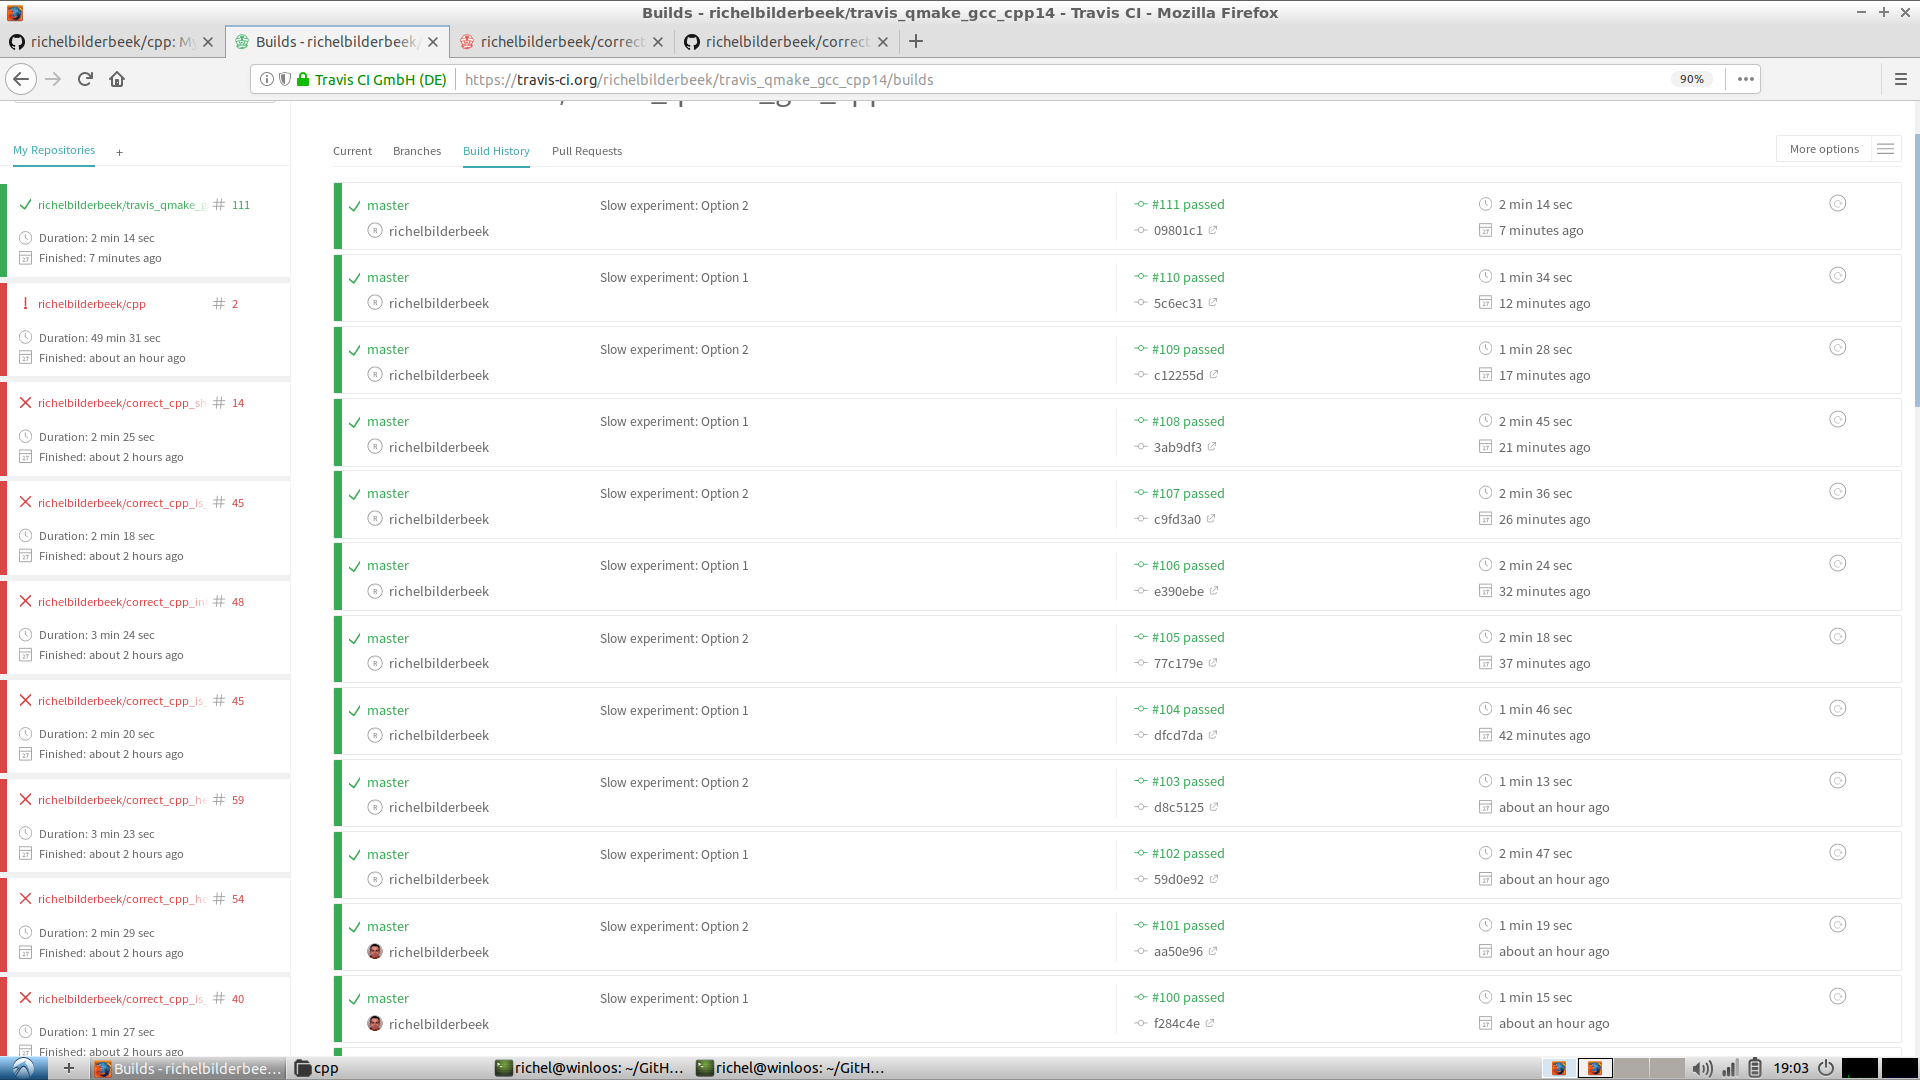 Builds - richelbilderbeek/travis_qmake_gcc_cpp14 - Travis CI - Mozilla Firefox
richelbilderbeek/cpp: My
Builds - richelbilderbeek/
richelbilderbeek/correct
richelbilderbeek/correct
Travis CI GmbH (DE)
https://travis-ci.org/richelbilderbeek/travis_qmake_gcc_cpp14/builds
90%
My Repositories +
Current Branches Build History Pull Requests
More options
richelbilderbeek/travis_qmake_g # 111
Duration: 2 min 14 sec
Finished: 7 minutes ago
! richelbilderbeek/cpp # 2
Duration: 49 min 31 sec
Finished: about an hour ago
richelbilderbeek/correct_cpp_sh # 14
Duration: 2 min 25 sec
Finished: about 2 hours ago
richelbilderbeek/correct_cpp_is_ # 45
Duration: 2 min 18 sec
Finished: about 2 hours ago
richelbilderbeek/correct_cpp_int # 48
Duration: 3 min 24 sec
Finished: about 2 hours ago
richelbilderbeek/correct_cpp_is_ # 45
Duration: 2 min 20 sec
Finished: about 2 hours ago
richelbilderbeek/correct_cpp_he # 59
Duration: 3 min 23 sec
Finished: about 2 hours ago
richelbilderbeek/correct_cpp_he # 54
Duration: 2 min 29 sec
Finished: about 2 hours ago
richelbilderbeek/correct_cpp_is_ # 40
Duration: 1 min 27 sec
Finished: about 2 hours ago
master Slow experiment: Option 2 #111 passed 2 min 14 sec
richelbilderbeek 09801c1 7 minutes ago
master Slow experiment: Option 1 #110 passed 1 min 34 sec
richelbilderbeek 5c6ec31 12 minutes ago
master Slow experiment: Option 2 #109 passed 1 min 28 sec
richelbilderbeek c12255d 17 minutes ago
master Slow experiment: Option 1 #108 passed 2 min 45 sec
richelbilderbeek 3ab9df3 21 minutes ago
master Slow experiment: Option 2 #107 passed 2 min 36 sec
richelbilderbeek c9fd3a0 26 minutes ago
master Slow experiment: Option 1 #106 passed 2 min 24 sec
richelbilderbeek e390ebe 32 minutes ago
master Slow experiment: Option 2 #105 passed 2 min 18 sec
richelbilderbeek 77c179e 37 minutes ago
master Slow experiment: Option 1 #104 passed 1 min 46 sec
richelbilderbeek dfcd7da 42 minutes ago
master Slow experiment: Option 2 #103 passed 1 min 13 sec
richelbilderbeek d8c5125 about an hour ago
master Slow experiment: Option 1 #102 passed 2 min 47 sec
richelbilderbeek 59d0e92 about an hour ago
master Slow experiment: Option 2 #101 passed 1 min 19 sec
richelbilderbeek aa50e96 about an hour ago
master Slow experiment: Option 1 #100 passed 1 min 15 sec
richelbilderbeek f284c4e about an hour ago
Builds - richelbilderbee... cpp richel@winloos: ~/GitH... richel@winloos: ~/GitH... 19:03